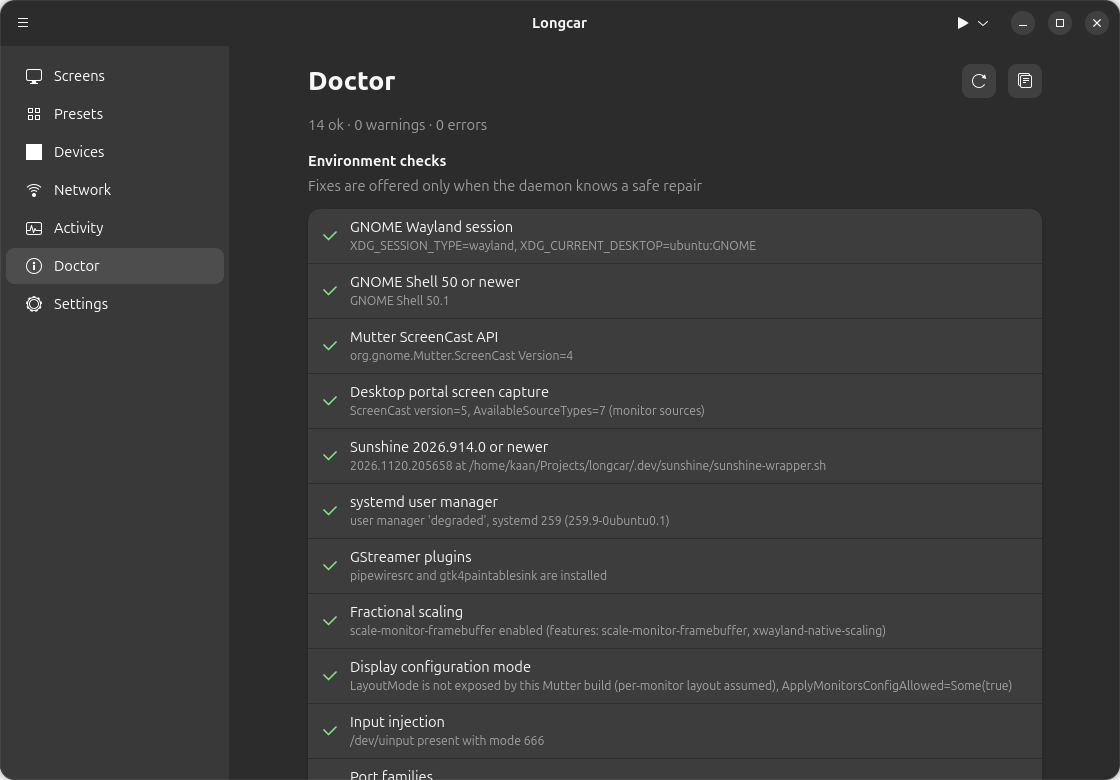 Longcar
Screens
Presets
Devices
Network
Activity
Doctor
Settings
Doctor
14 ok · 0 warnings · 0 errors
Environment checks
Fixes are offered only when the daemon knows a safe repair
GNOME Wayland session
XDG_SESSION_TYPE=wayland, XDG_CURRENT_DESKTOP=ubuntu:GNOME
GNOME Shell 50 or newer
GNOME Shell 50.1
Mutter ScreenCast API
org.gnome.Mutter.ScreenCast Version=4
Desktop portal screen capture
ScreenCast version=5, AvailableSourceTypes=7 (monitor sources)
Sunshine 2026.914.0 or newer
2026.1120.205658 at /home/kaan/Projects/longcar/.dev/sunshine/sunshine-wrapper.sh
systemd user manager
user manager 'degraded', systemd 259 (259.9-0ubuntu0.1)
GStreamer plugins
pipewiresrc and gtk4paintablesink are installed
Fractional scaling
scale-monitor-framebuffer enabled (features: scale-monitor-framebuffer, xwayland-native-scaling)
Display configuration mode
LayoutMode is not exposed by this Mutter build (per-monitor layout assumed), ApplyMonitorsConfigAllowed=Some(true)
Input injection
/dev/uinput present with mode 666
Port families